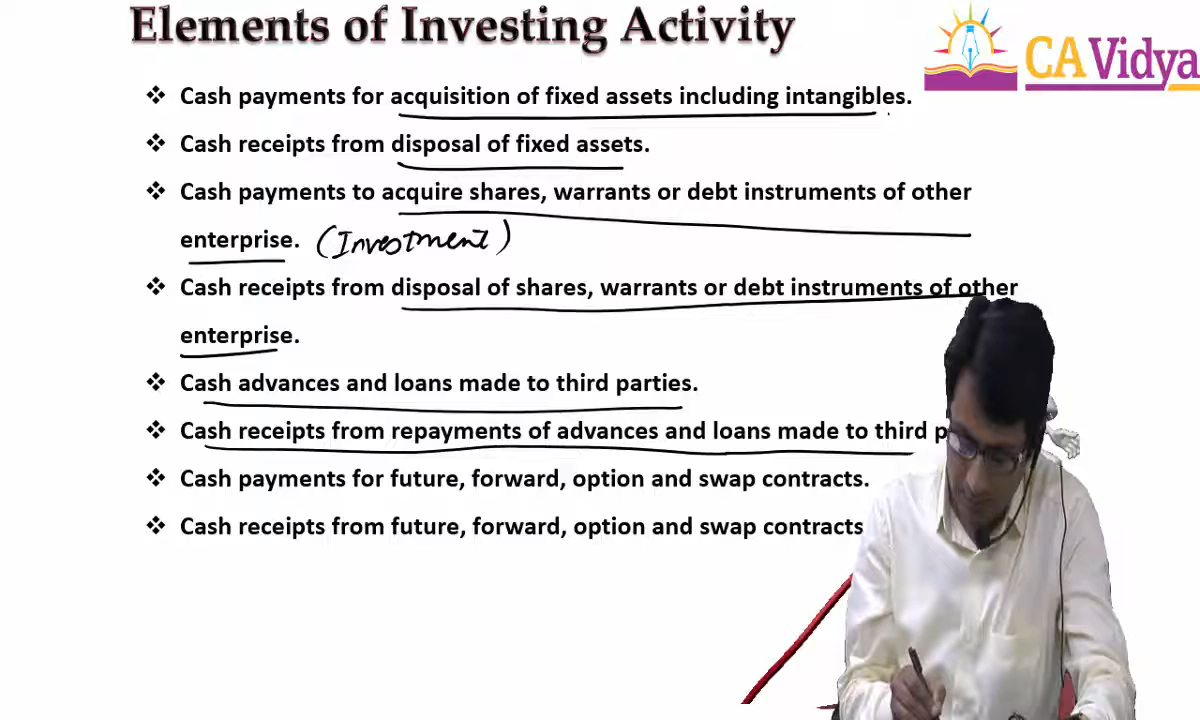 Elements of Investing Activity
CA Vidya
❖ Cash payments for acquisition of fixed assets including intangibles.
❖ Cash receipts from disposal of fixed assets.
❖ Cash payments to acquire shares, warrants or debt instruments of other
enterprise. (Investment)
❖ Cash receipts from disposal of shares, warrants or debt instruments of other
enterprise.
❖ Cash advances and loans made to third parties.
❖ Cash receipts from repayments of advances and loans made to third
❖ Cash payments for future, forward, option and swap contracts.
❖ Cash receipts from future, forward, option and swap contracts